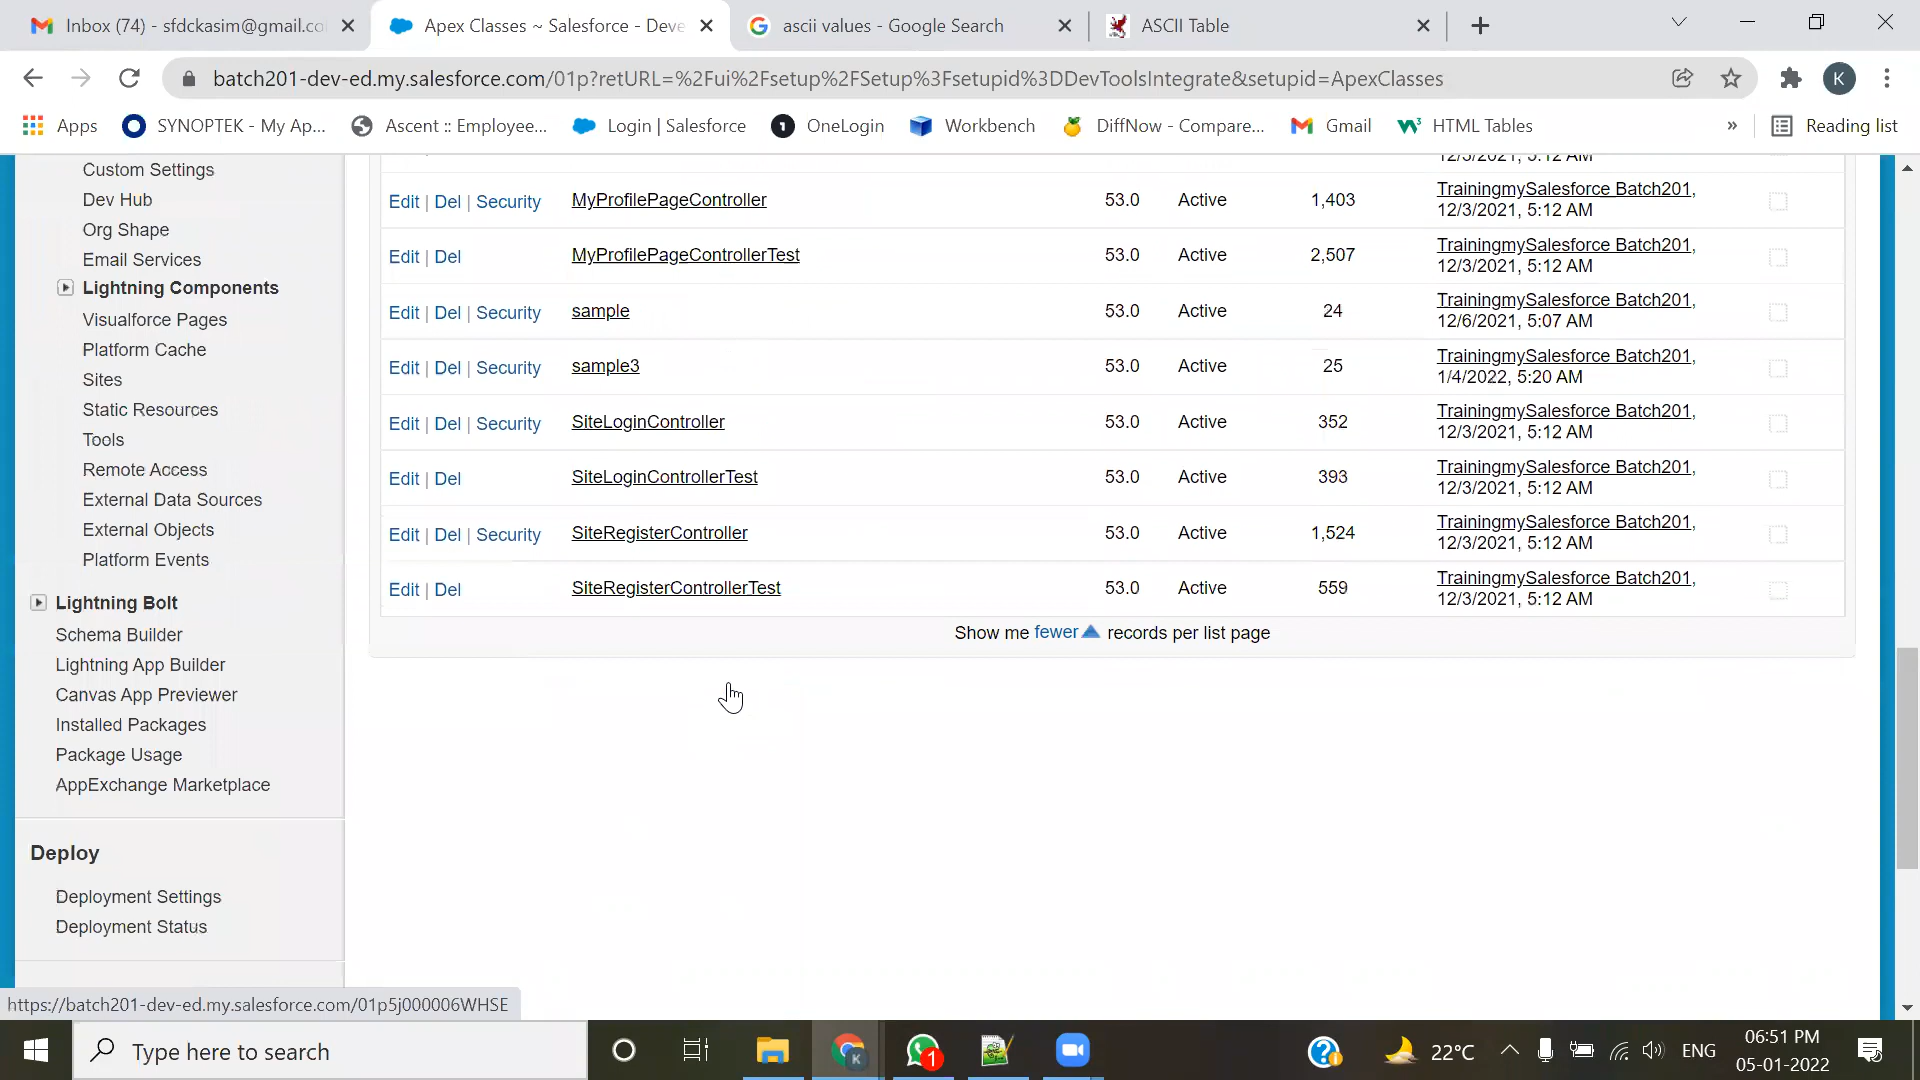 Inbox (74) - sfdckasim@gmail.co
Apex Classes ~ Salesforce - Deve
ascii values - Google Search
ASCII Table
batch201-dev-ed.my.salesforce.com/01p?retURL=%2Fui%2Fsetup%2FSetup%3Fsetupid%3DDevToolsIntegrate&setupid=ApexClasses
K
Apps
SYNOPTEK - My Ap...
Ascent :: Employee...
Login | Salesforce
OneLogin
Workbench
DiffNow - Compare...
Gmail
HTML Tables
»
Reading list
Custom Settings
Dev Hub
Org Shape
Email Services
Lightning Components
Visualforce Pages
Platform Cache
Sites
Static Resources
Tools
Remote Access
External Data Sources
External Objects
Platform Events
Lightning Bolt
Schema Builder
Lightning App Builder
Canvas App Previewer
Installed Packages
Package Usage
AppExchange Marketplace
Deploy
Deployment Settings
Deployment Status
12/3/2021, 5:12 AM
Edit | Del | Security MyProfilePageController 53.0 Active 1,403 TrainingmySalesforce Batch201,
12/3/2021, 5:12 AM
Edit | Del MyProfilePageControllerTest 53.0 Active 2,507 TrainingmySalesforce Batch201,
12/3/2021, 5:12 AM
Edit | Del | Security sample 53.0 Active 24 TrainingmySalesforce Batch201,
12/6/2021, 5:07 AM
Edit | Del | Security sample3 53.0 Active 25 TrainingmySalesforce Batch201,
1/4/2022, 5:20 AM
Edit | Del | Security SiteLoginController 53.0 Active 352 TrainingmySalesforce Batch201,
12/3/2021, 5:12 AM
Edit | Del SiteLoginControllerTest 53.0 Active 393 TrainingmySalesforce Batch201,
12/3/2021, 5:12 AM
Edit | Del | Security SiteRegisterController 53.0 Active 1,524 TrainingmySalesforce Batch201,
12/3/2021, 5:12 AM
Edit | Del SiteRegisterControllerTest 53.0 Active 559 TrainingmySalesforce Batch201,
12/3/2021, 5:12 AM
Show me fewer records per list page
https://batch201-dev-ed.my.salesforce.com/01p5j000006WHSE
Type here to search
K
1
22°C
ENG
06:51 PM
05-01-2022